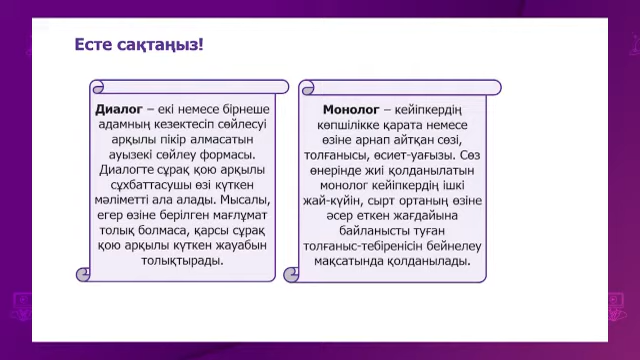 Есте сақтаңыз!
Диалог – екі немесе бірнеше
адамның кезектесіп сөйлесуі
арқылы пікір алмасатын
ауызекі сөйлеу формасы.
Диалогте сұрақ қою арқылы
сұхбаттасушы өзі күткен
мәліметті ала алады. Мысалы,
егер өзіне берілген мағлұмат
толық болмаса, қарсы сұрақ
қою арқылы күткен жауабын
толықтырады.
Монолог – кейіпкердің
көпшілікке қарата немесе
өзіне арнап айтқан сөзі,
толғанысы, өсиет-уағызы. Сөз
өнерінде жиі қолданылатын
монолог кейіпкердің ішкі
жай-күйін, сырт ортаның өзіне
әсер еткен жағдайына
байланысты туған
толғаныс-тебіренісін бейнелеу
мақсатында қолданылады.